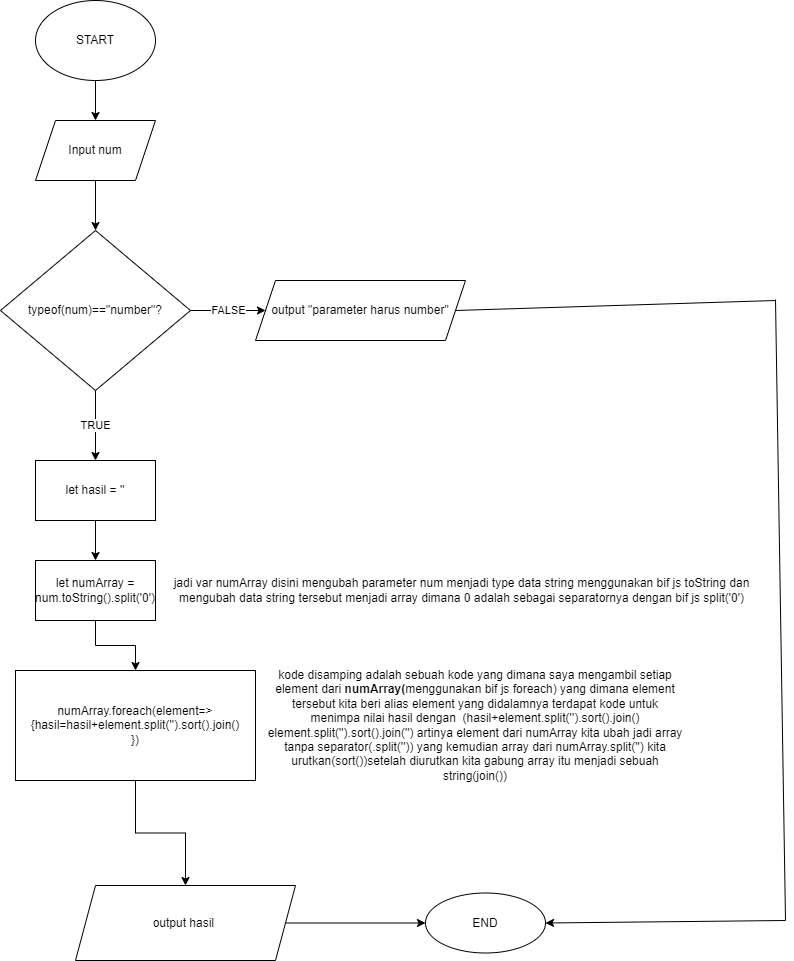 START
Input num
typeof(num)=="number"?
FALSE
output "parameter harus number"
TRUE
let hasil = ''
let numArray =
num.toString().split('0')
jadi var numArray disini mengubah parameter num menjadi type data string menggunakan bif js toString dan
mengubah data string tersebut menjadi array dimana 0 adalah sebagai separatornya dengan bif js split('0')
numArray.foreach(element=>
{hasil=hasil+element.split('').sort().join()
})
kode disamping adalah sebuah kode yang dimana saya mengambil setiap
element dari numArray(menggunakan bif js foreach) yang dimana element
tersebut kita beri alias element yang didalamnya terdapat kode untuk
menimpa nilai hasil dengan (hasil+element.split('').sort().join()
element.split('').sort().join('') artinya element dari numArray kita ubah jadi array
tanpa separator(.split('')) yang kemudian array dari numArray.split('') kita
urutkan(sort())setelah diurutkan kita gabung array itu menjadi sebuah
string(join())
output hasil
END